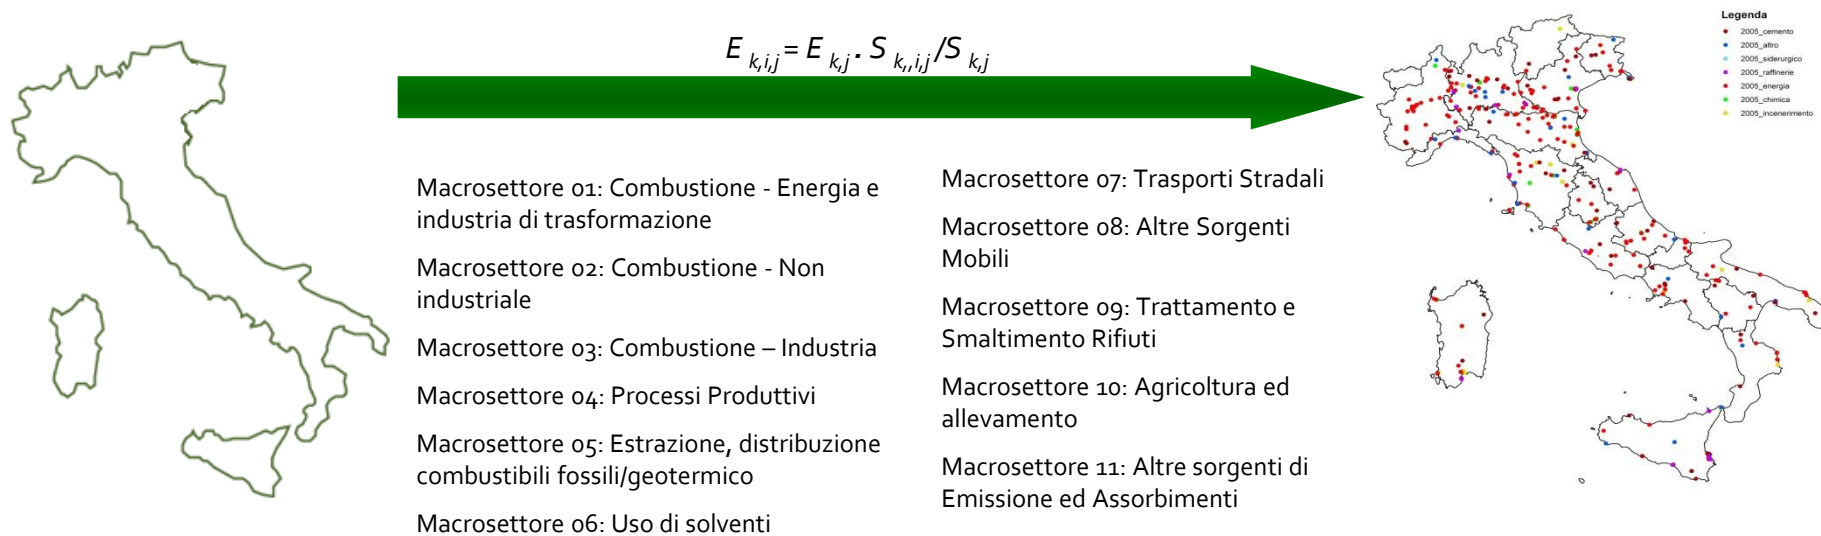 E k,i,j = E k,j . S k,,i,j /S k,j
Macrosettore 01: Combustione - Energia e
industria di trasformazione
Macrosettore 02: Combustione - Non
industriale
Macrosettore 03: Combustione – Industria
Macrosettore 04: Processi Produttivi
Macrosettore 05: Estrazione, distribuzione
combustibili fossili/geotermico
Macrosettore 06: Uso di solventi
Macrosettore 07: Trasporti Stradali
Macrosettore 08: Altre Sorgenti
Mobili
Macrosettore 09: Trattamento e
Smaltimento Rifiuti
Macrosettore 10: Agricoltura ed
allevamento
Macrosettore 11: Altre sorgenti di
Emissione ed Assorbimenti
Legenda
2005_cemento
2005_altro
2005_siderurgico
2005_raffinerie
2005_energia
2005_chimica
2005_incenerimento